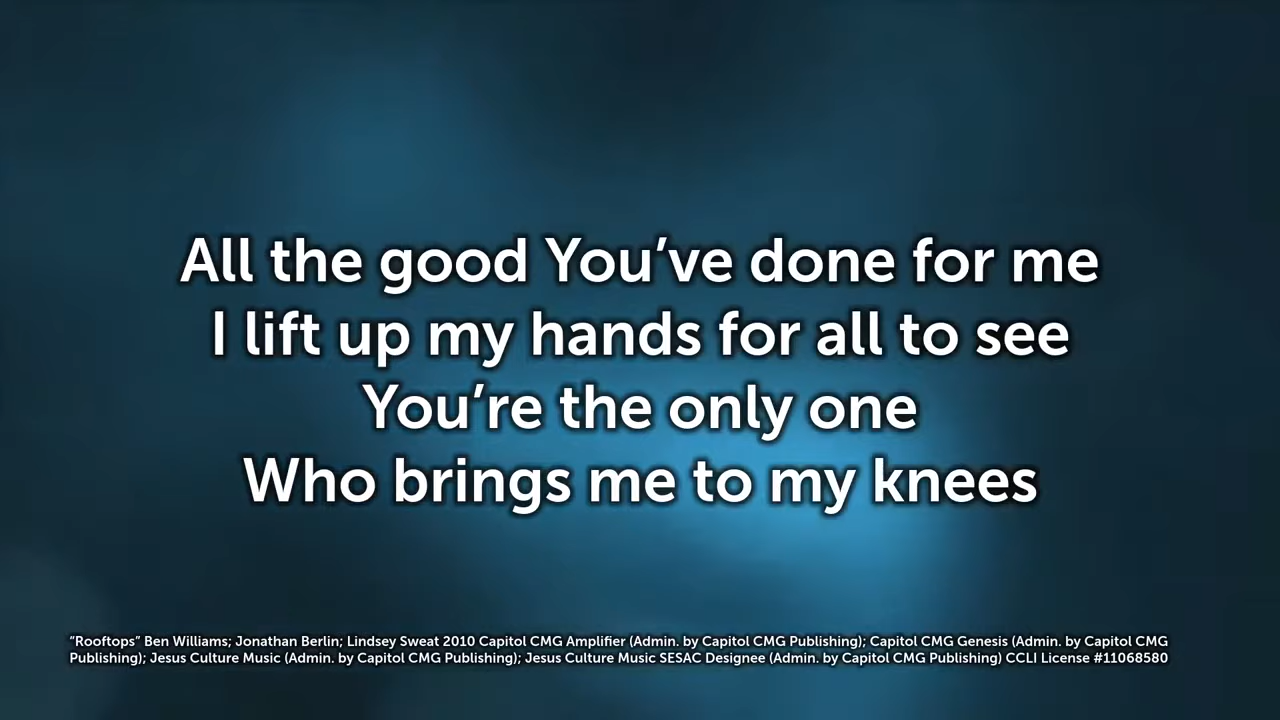 All the good You’ve done for me
I lift up my hands for all to see
You’re the only one
Who brings me to my knees
“Rooftops” Ben Williams; Jonathan Berlin; Lindsey Sweat 2010 Capitol CMG Amplifier (Admin. by Capitol CMG Publishing); Capitol CMG Genesis (Admin. by Capitol CMG
Publishing); Jesus Culture Music (Admin. by Capitol CMG Publishing); Jesus Culture Music SESAC Designee (Admin. by Capitol CMG Publishing) CCLI License #11068580